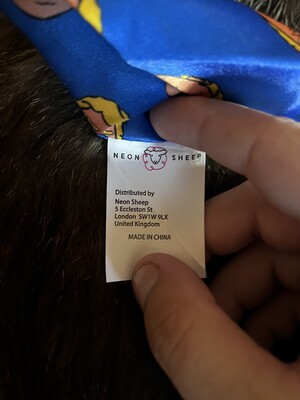 NEON SHEEP
Distributed by
Neon Sheep
5 Eccleston St
London SW1W 9LX
United Kingdom
MADE IN CHINA